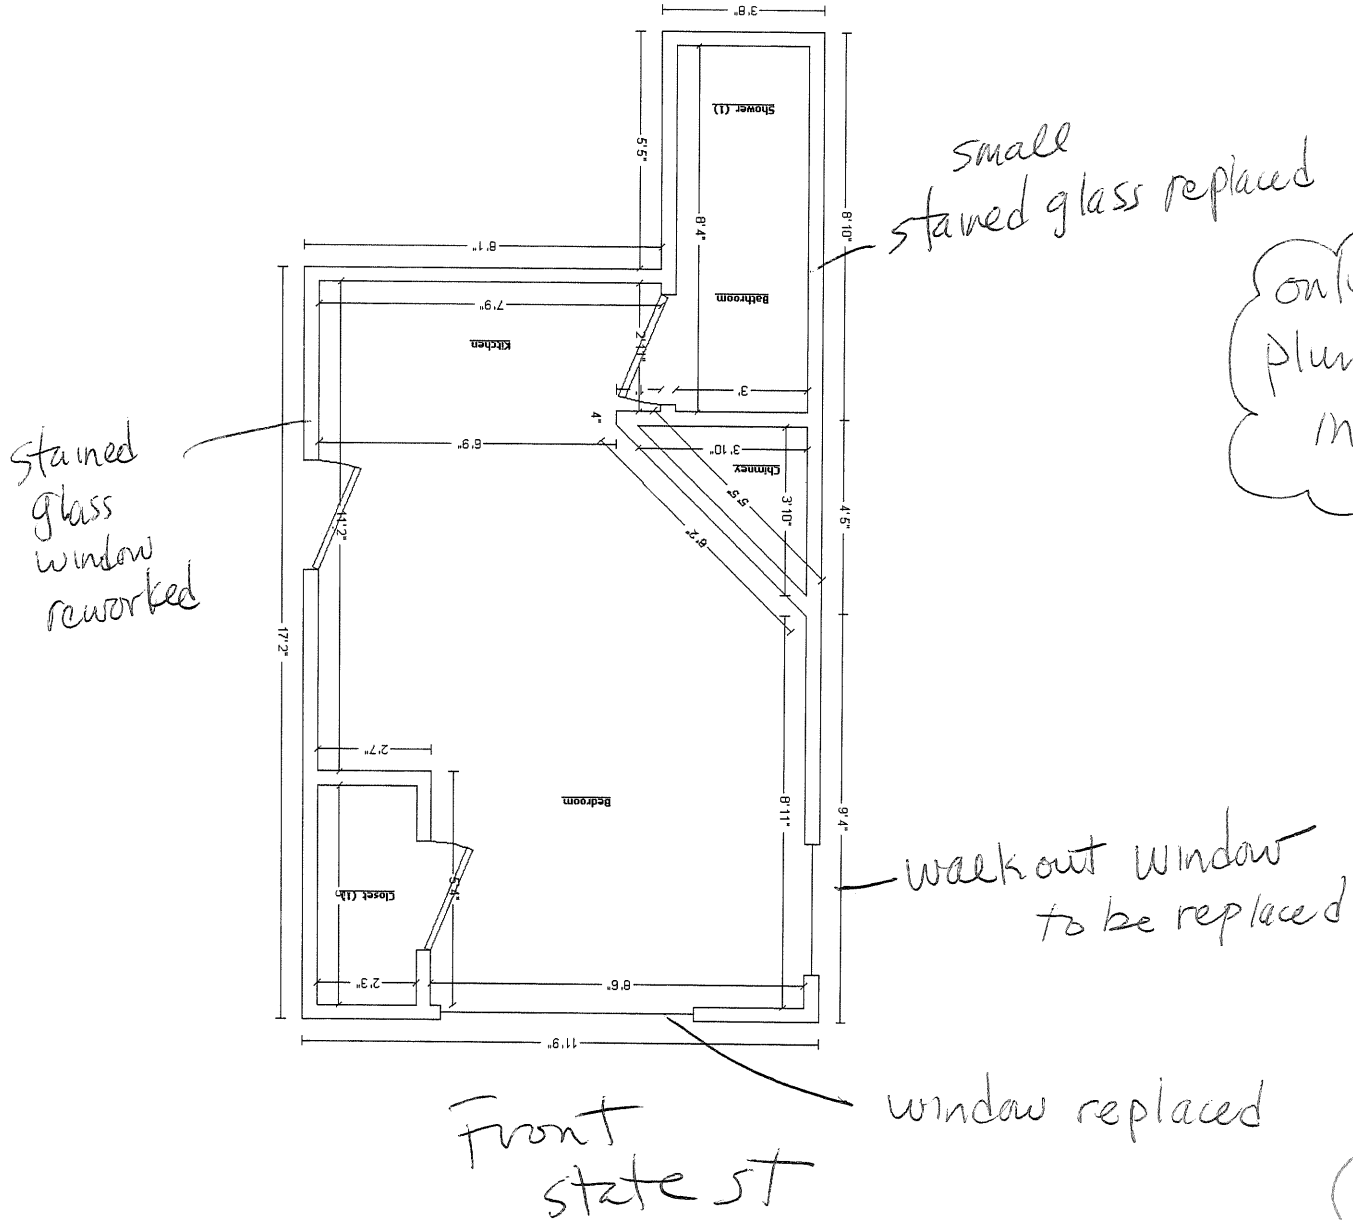 3'8"
5'5"
Shower (1)
8'4"
8'10"
small
stained glass replaced
8'1"
Bathroom
7'9"
Kitchen
2'11"
1'
3'
4"
6'9"
3'10"
Chimney
5'5"
3'10"
4'5"
6'2"
stained
glass
window
reworked
11'2"
17'2"
2'7"
Bedroom
8'11"
9'4"
Closet (1)
5'
5'4"
walkout window
to be replaced
2'3"
8'6"
11'9"
window replaced
Front
state st